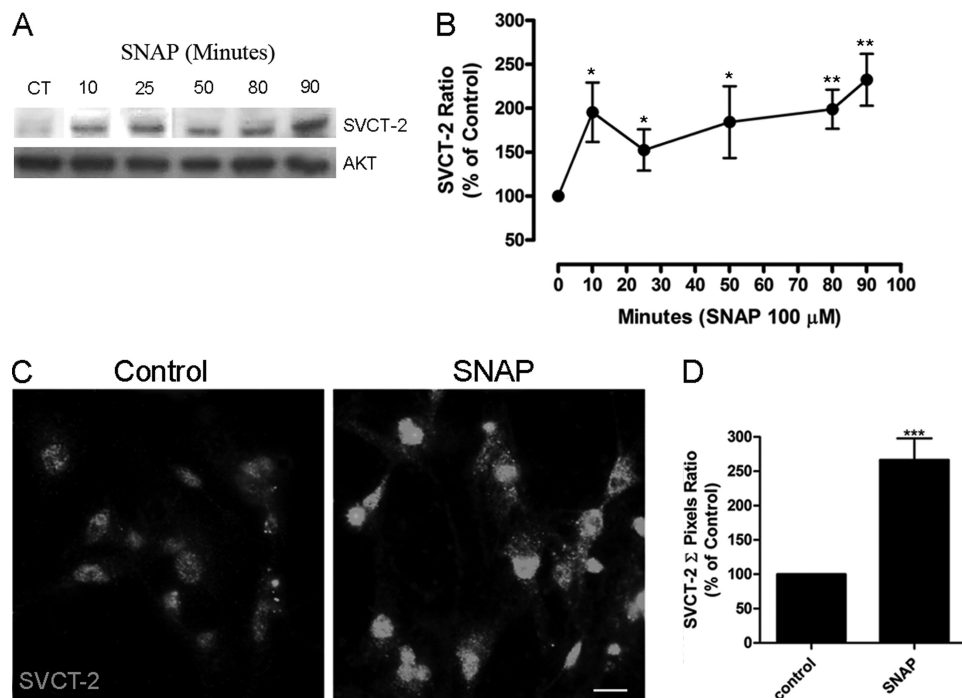 A
SNAP (Minutes)
CT 10 25 50 80 90
SVCT-2
AKT
B
SVCT-2 Ratio
(% of Control)
300
250
200
150
100
50
* * * ** **
0 10 20 30 40 50 60 70 80 90 100
Minutes (SNAP 100 μM)
C
Control
SNAP
SVCT-2
D
SVCT-2 Σ Pixels Ratio
(% of Control)
300
250
300
150
100
50
0
***
control
SNAP